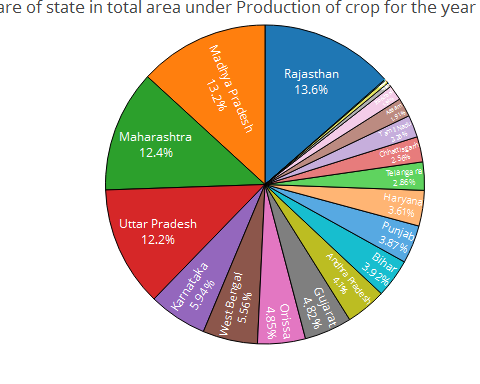 are of state in total area under Production of crop for the year
Rajasthan
13.6%
Madhya Pradesh
13.2%
Maharashtra
12.4%
Uttar Pradesh
12.2%
Karnataka
5.94%
West Bengal
5.56%
Orissa
4.85%
Gujarat
4.82%
Andhra Pradesh
4.1%
Bihar
3.92%
Punjab
3.87%
Haryana
3.61%
Telangana
2.86%
Chhattisgarh
2.56%
Tamil Nadu